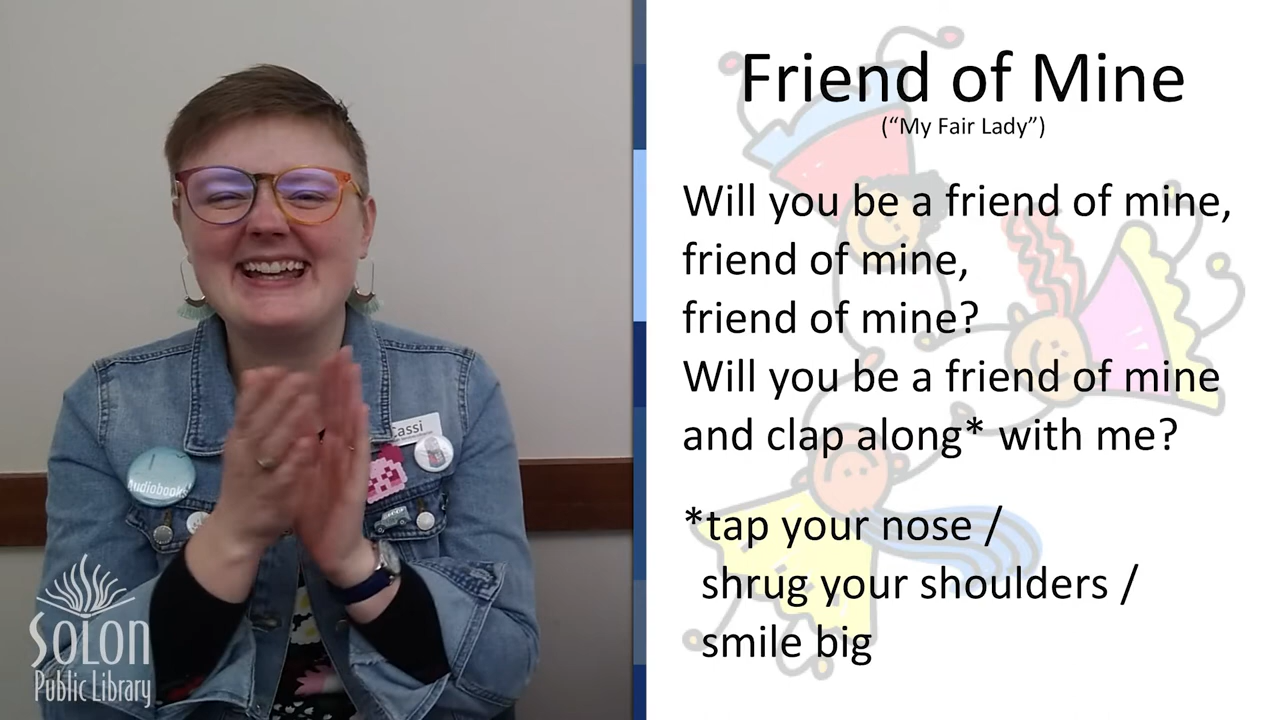 Friend of Mine
(“My Fair Lady”)
Will you be a friend of mine,
friend of mine,
friend of mine?
Will you be a friend of mine
and clap along* with me?
*tap your nose /
shrug your shoulders /
smile big
Cassi
Audiobooks
SOLON
Public Library